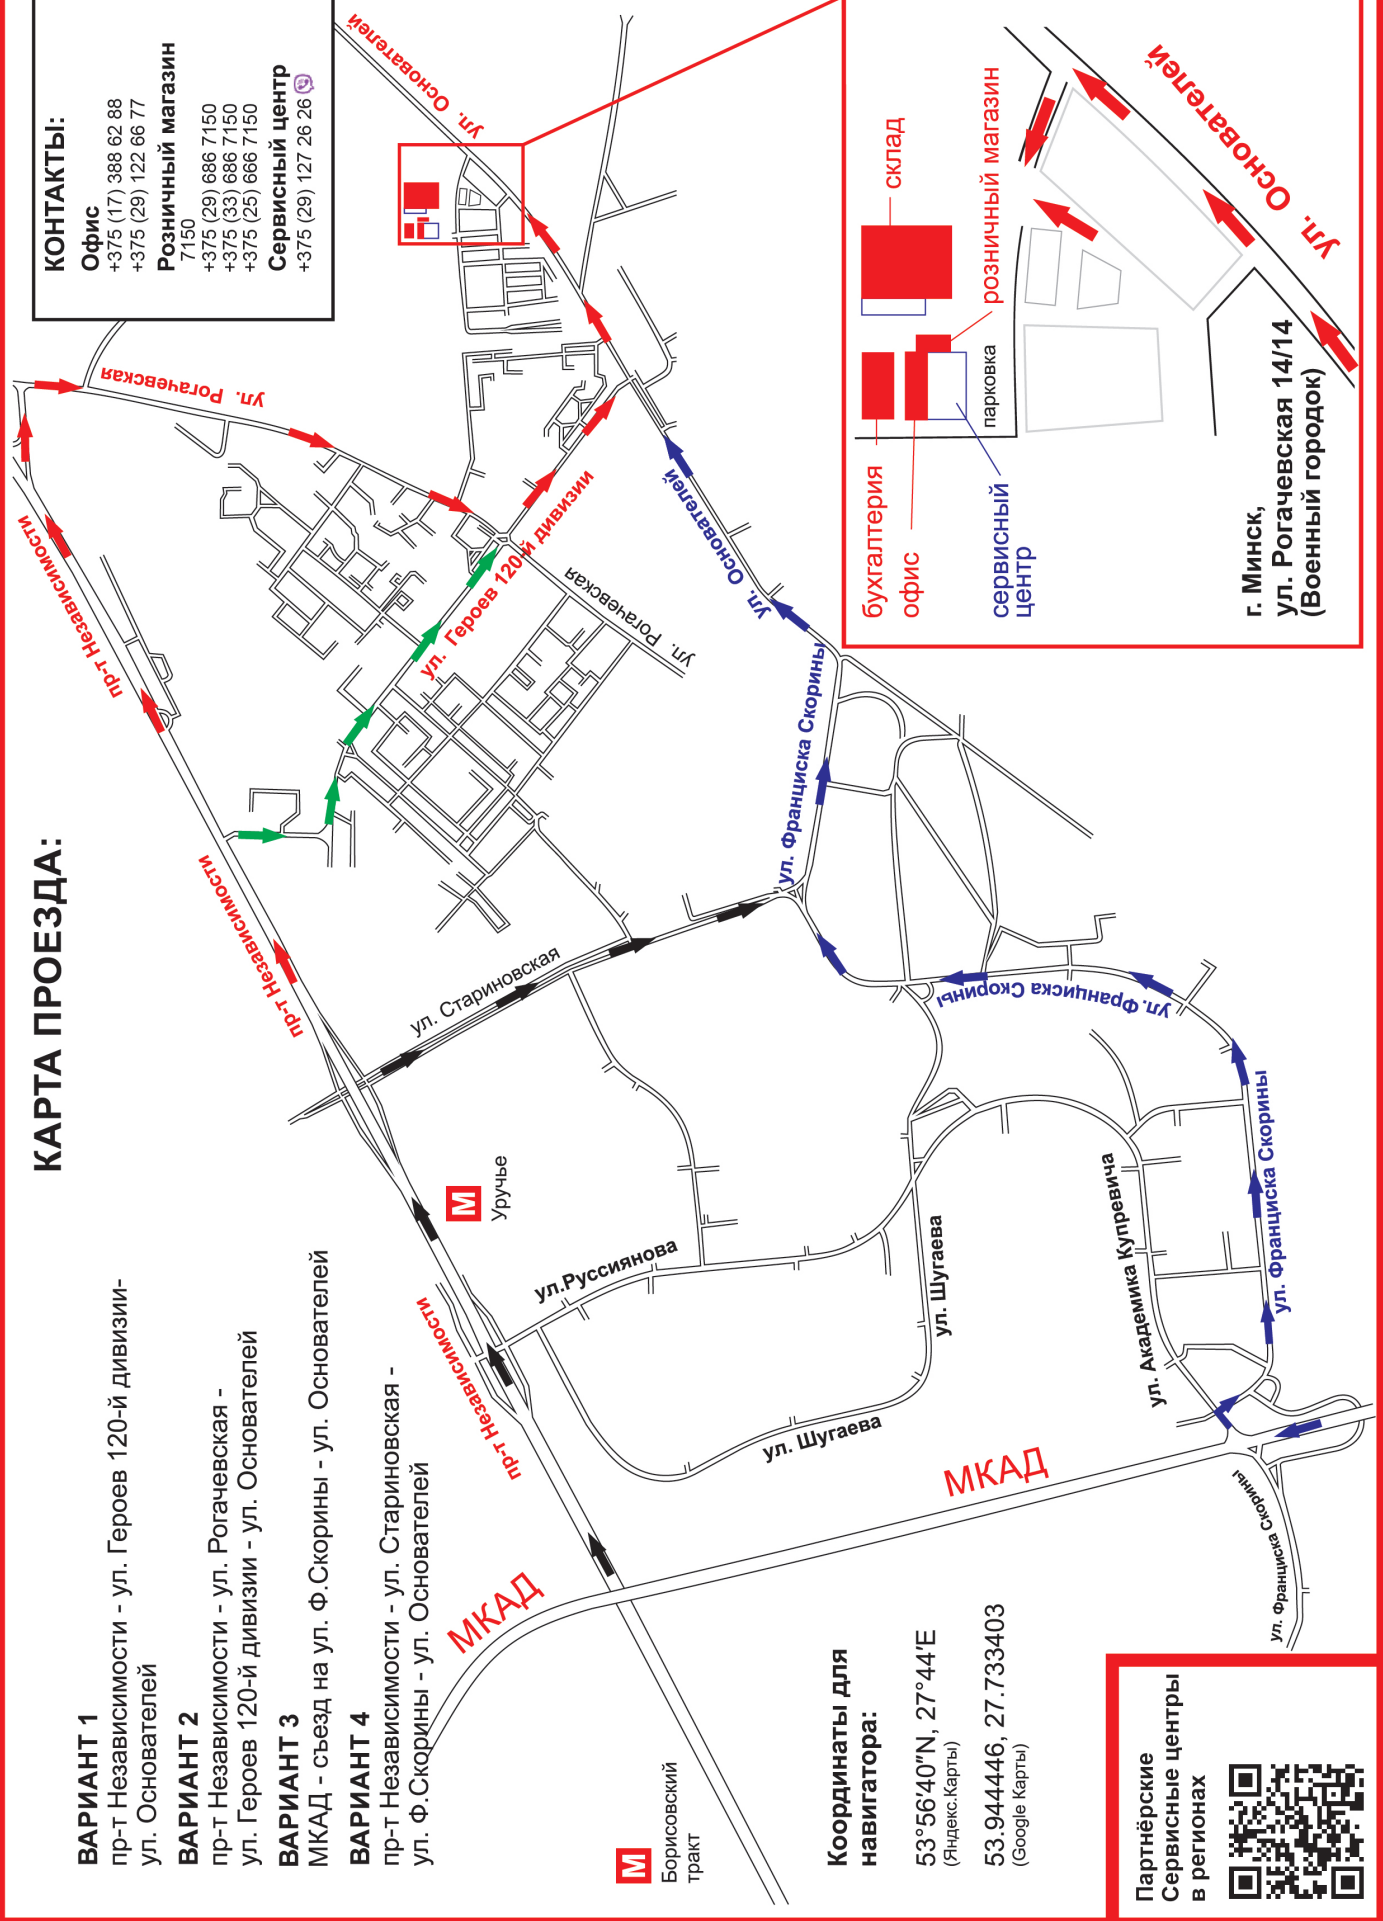 КАРТА ПРОЕЗДА:
ВАРИАНТ 1
пр-т Независимости - ул. Героев 120-й дивизии-
ул. Основателей
ВАРИАНТ 2
пр-т Независимости - ул. Рогачевская -
ул. Героев 120-й дивизии - ул. Основателей
ВАРИАНТ 3
МКАД - съезд на ул. Ф.Скорины - ул. Основателей
ВАРИАНТ 4
пр-т Независимости - ул. Стариновская -
ул. Ф.Скорины - ул. Основателей
КОНТАКТЫ:
Офис
+375 (17) 388 62 88
+375 (29) 122 66 77
Розничный магазин
7150
+375 (29) 686 7150
+375 (33) 686 7150
+375 (25) 666 7150
Сервисный центр
+375 (29) 127 26 26
пр-т Независимости
пр-т Независимости
пр-т Независимости
ул. Рогачевская
ул. Основателей
ул. Героев 120-й дивизии
ул. Рогачевская
ул. Основателей
ул. Стариновская
М
Уручье
ул.Руссиянова
ул. Франциска Скорины
ул. Франциска Скорины
ул. Франциска Скорины
ул. Франциска Скорины
ул. Шугаева
ул. Шугаева
ул. Академика Купревича
МКАД
МКАД
М
Борисовский
тракт
Координаты для
навигатора:
53°56′40″N, 27°44′E
(Яндекс.Карты)
53.944446, 27.733403
(Google Карты)
Партнёрские
Сервисные центры
в регионах
бухгалтерия
офис
сервисный
центр
склад
розничный магазин
парковка
ул. Основателей
г. Минск,
ул. Рогачевская 14/14
(Военный городок)